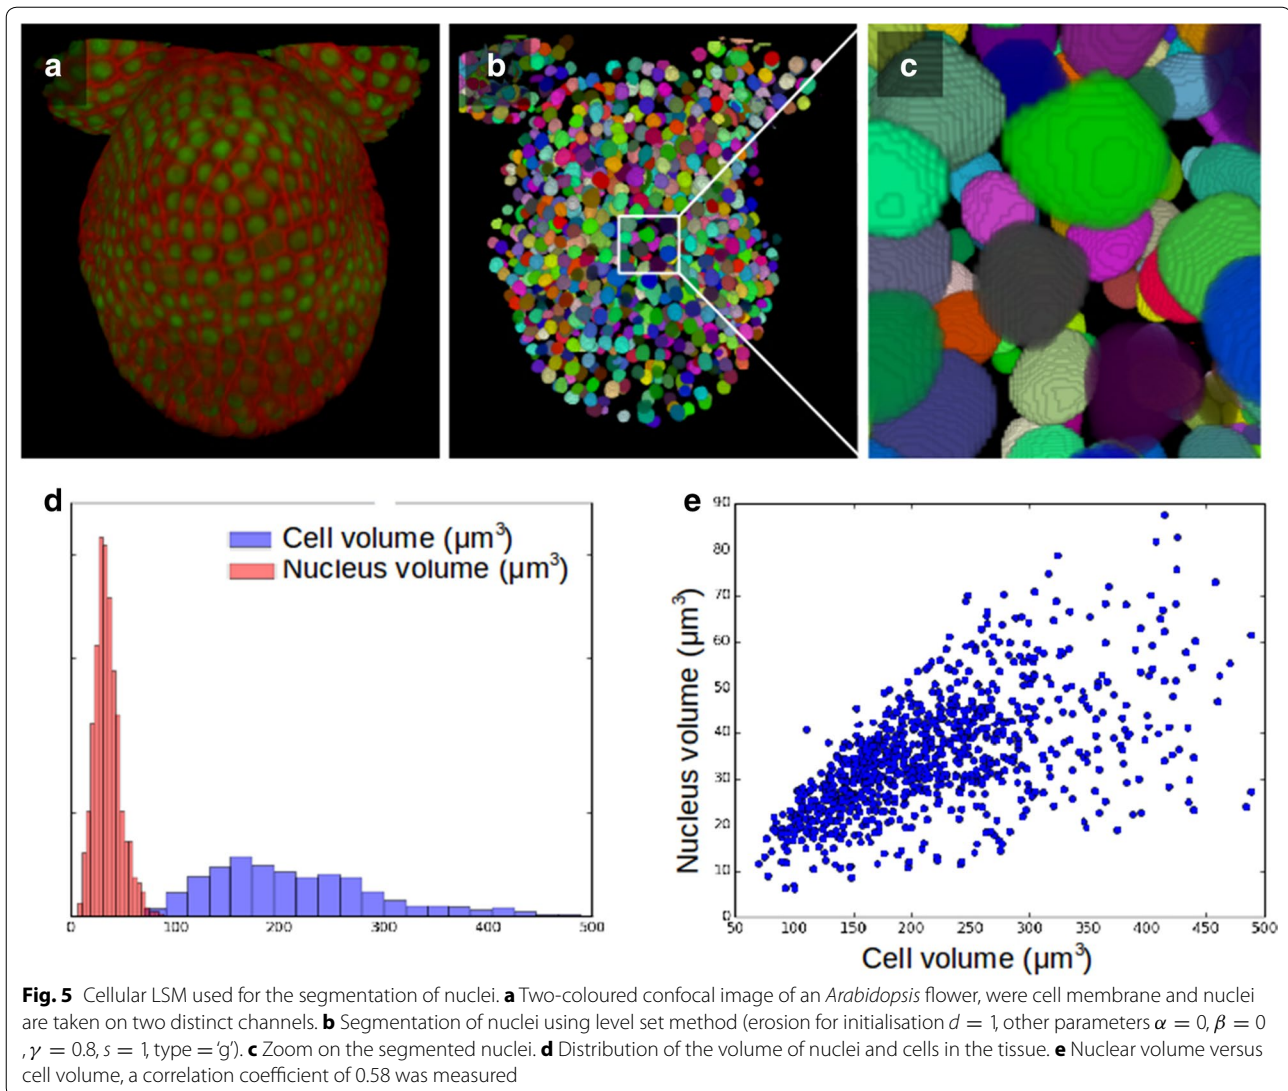 a
b
c
d
Cell volume (μm³)
Nucleus volume (μm³)
0 100 200 300 400 500
e
90
80
70
60
50
40
30
20
10
0
Nucleus volume (μm³)
50 100 150 200 250 300 350 400 450 500
Cell volume (μm³)
Fig. 5 Cellular LSM used for the segmentation of nuclei. a Two-coloured confocal image of an Arabidopsis flower, were cell membrane and nuclei
are taken on two distinct channels. b Segmentation of nuclei using level set method (erosion for initialisation d = 1, other parameters α = 0, β = 0
, γ = 0.8, s = 1, type = ‘g’). c Zoom on the segmented nuclei. d Distribution of the volume of nuclei and cells in the tissue. e Nuclear volume versus
cell volume, a correlation coefficient of 0.58 was measured